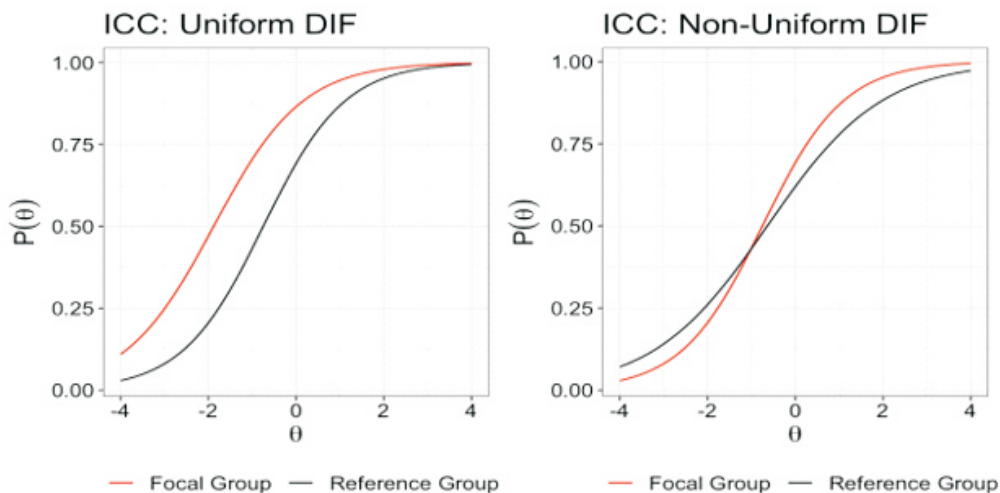 ICC: Uniform DIF
1.00
0.75
0.50
0.25
0.00
P(θ)
-4 -2 0 2 4
θ
Focal Group Reference Group
ICC: Non-Uniform DIF
1.00
0.75
0.50
0.25
0.00
P(θ)
-4 -2 0 2 4
θ
Focal Group Reference Group